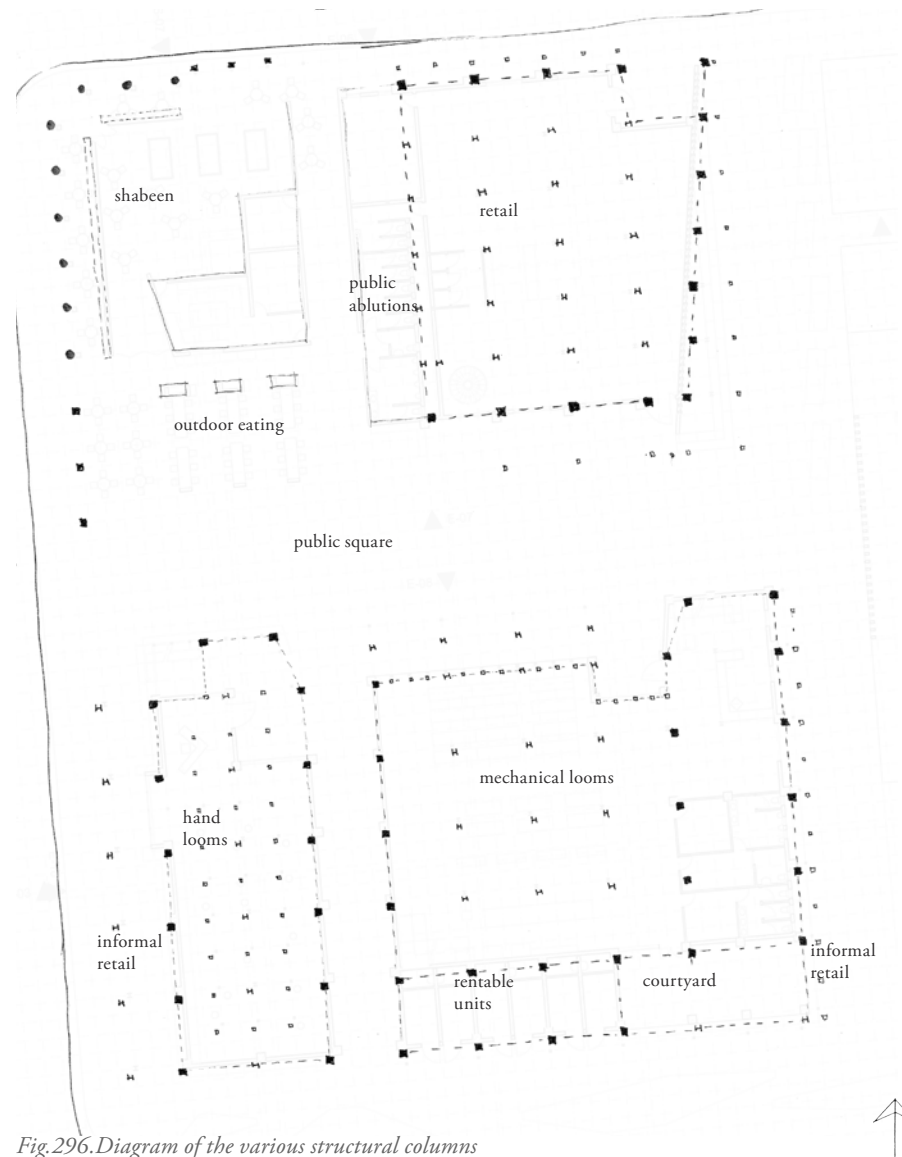 shabeen
retail
public
ablutions
outdoor eating
public square
mechanical looms
hand
looms
informal
retail
rentable
units
courtyard
informal
retail
Fig.296.Diagram of the various structural columns